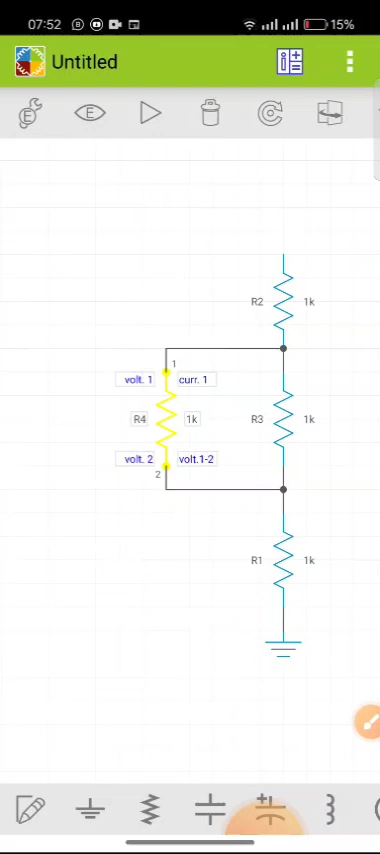 07:52
15%
Untitled
E
E
R2 1k
1
volt. 1 curr. 1
R4 1k R3 1k
volt. 2 volt.1-2
2
R1 1k